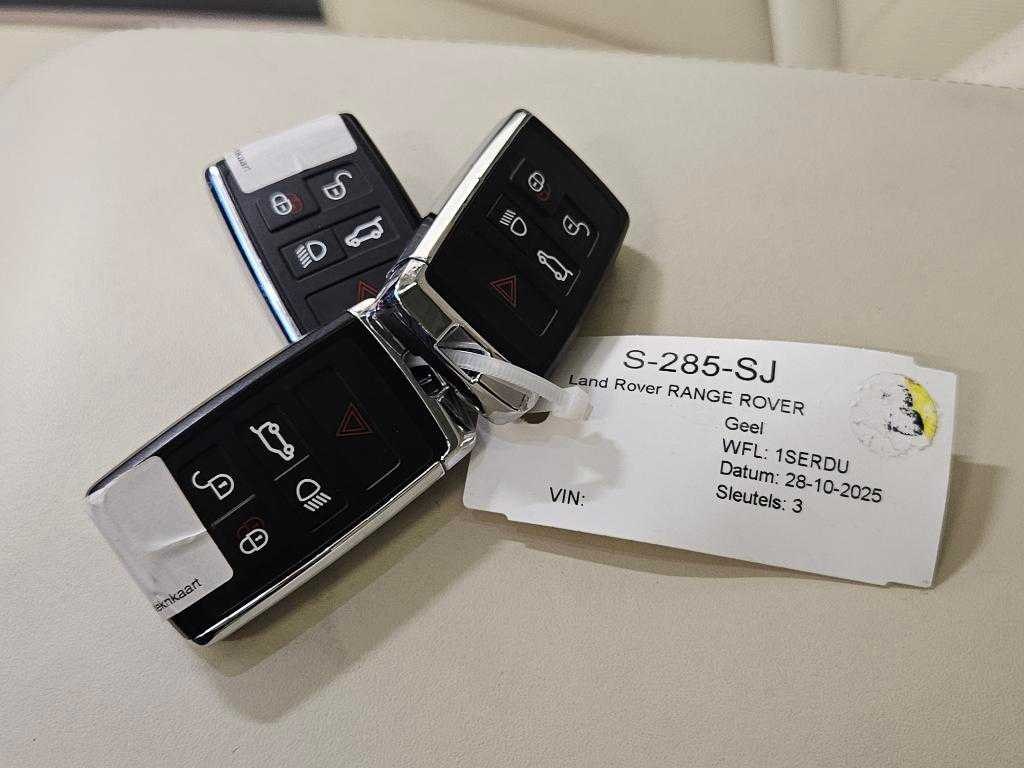 S-285-SJ
Land Rover RANGE ROVER
Geel
WFL: 1SERDU
Datum: 28-10-2025
VIN:
Sleutels: 3